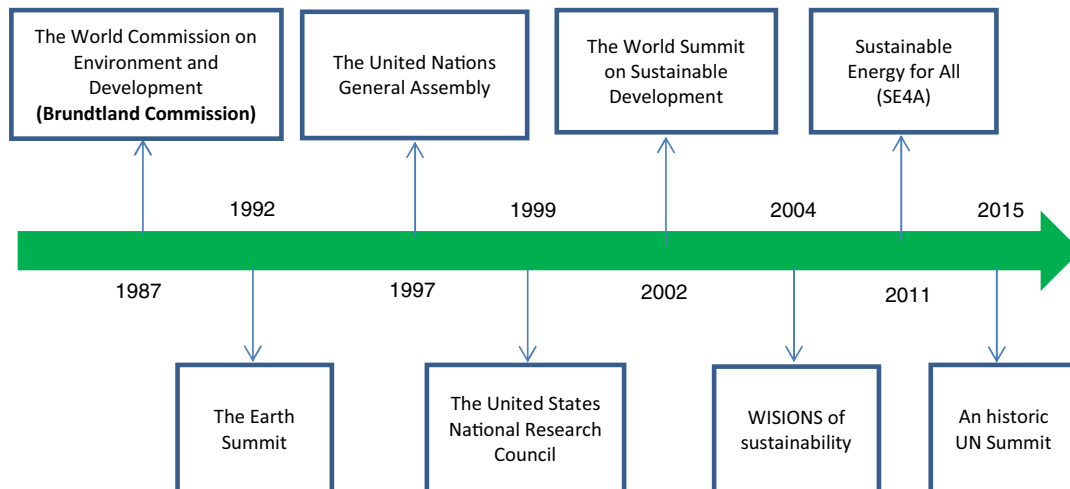 The World Commission on
Environment and
Development
(Brundtland Commission)
The United Nations
General Assembly
The World Summit
on Sustainable
Development
Sustainable
Energy for All
(SE4A)
1992
1999
2004
2015
1987
1997
2002
2011
The Earth
Summit
The United States
National Research
Council
WISIONS of
sustainability
An historic
UN Summit